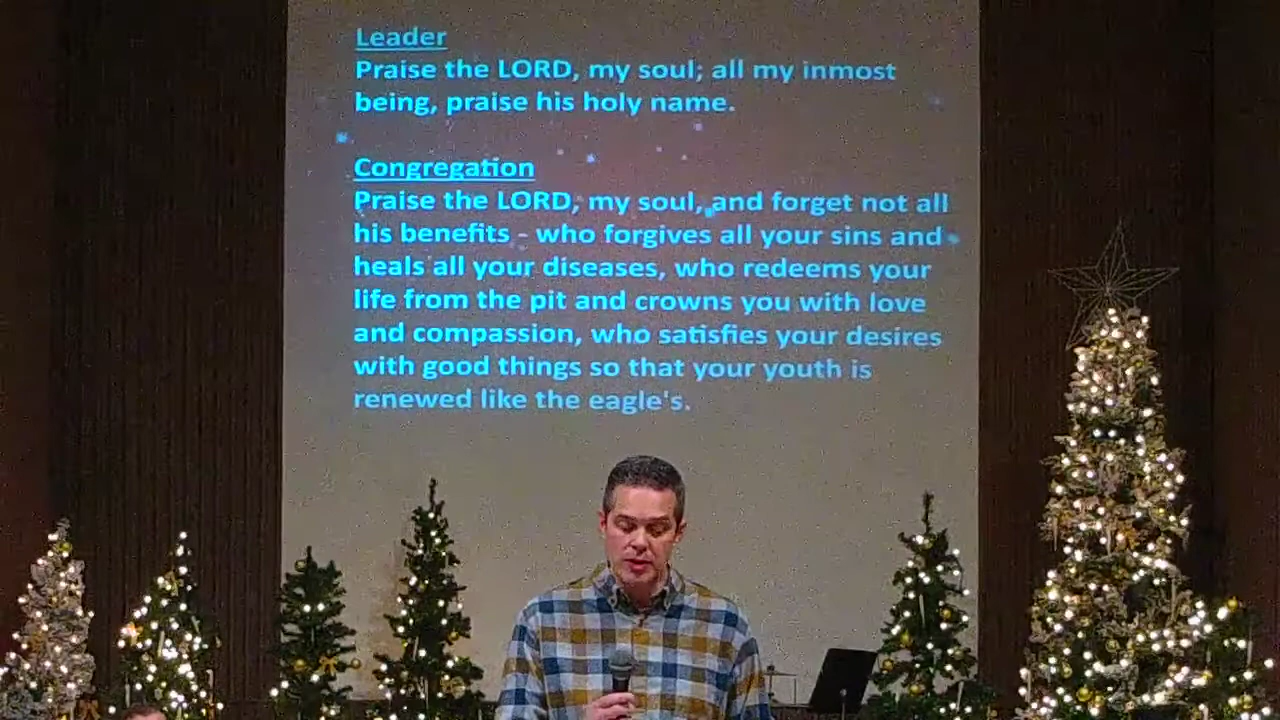 Leader
Praise the LORD, my soul; all my inmost
being, praise his holy name.
Congregation
Praise the LORD, my soul, and forget not all
his benefits - who forgives all your sins and
heals all your diseases, who redeems your
life from the pit and crowns you with love
and compassion, who satisfies your desires
with good things so that your youth is
renewed like the eagle's.